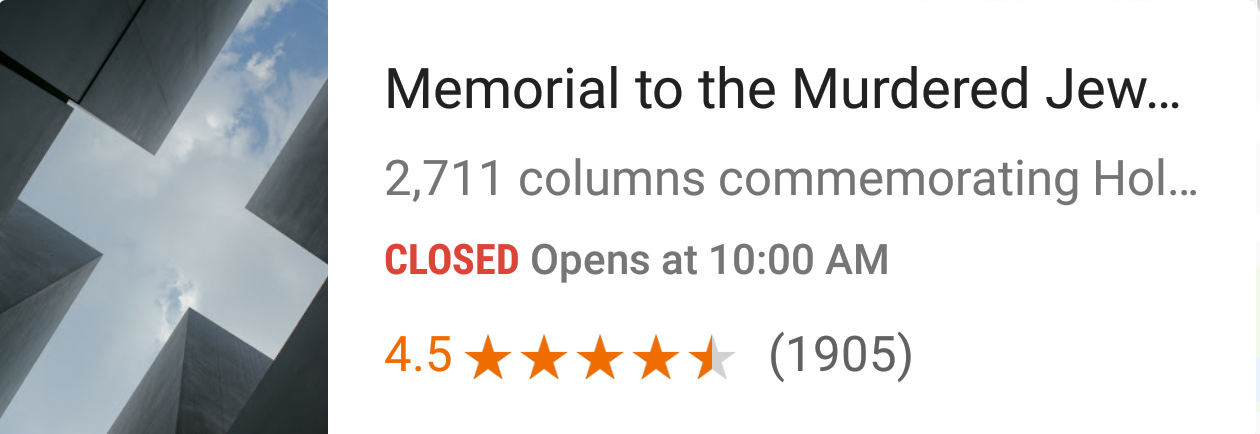 Memorial to the Murdered Jew...
2,711 columns commemorating Hol...
CLOSED Opens at 10:00 AM
4.5 (1905)